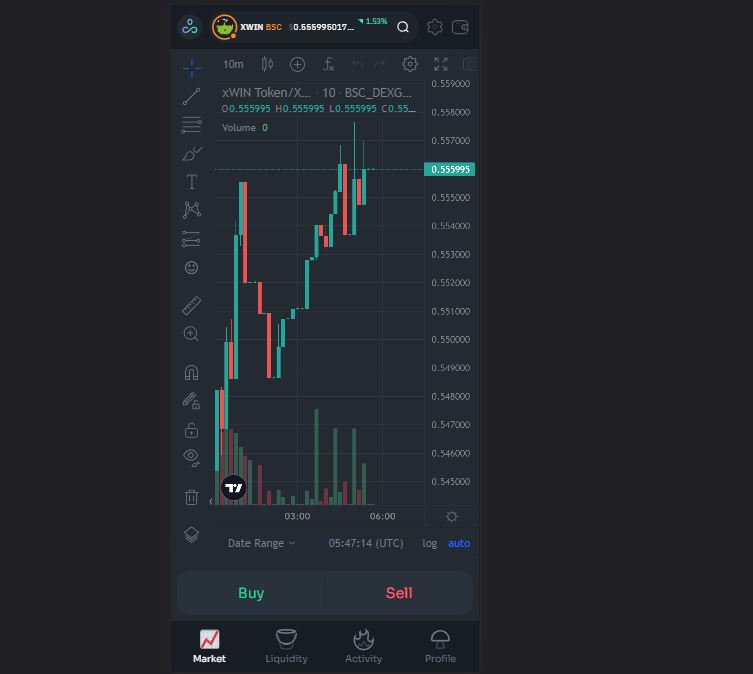 XWIN BSC $0.555995017... 1.53%
10m
xWIN Token/X... · 10 · BSC_DEXG...
O0.555995 H0.555995 L0.555995 C0.55...
Volume 0
0.559000
0.558000
0.557000
0.555995
0.555000
0.554000
0.553000
0.552000
0.551000
0.550000
0.549000
0.548000
0.547000
0.546000
0.545000
03:00 06:00
Date Range 05:47:14 (UTC) log auto
Buy Sell
Market Liquidity Activity Profile